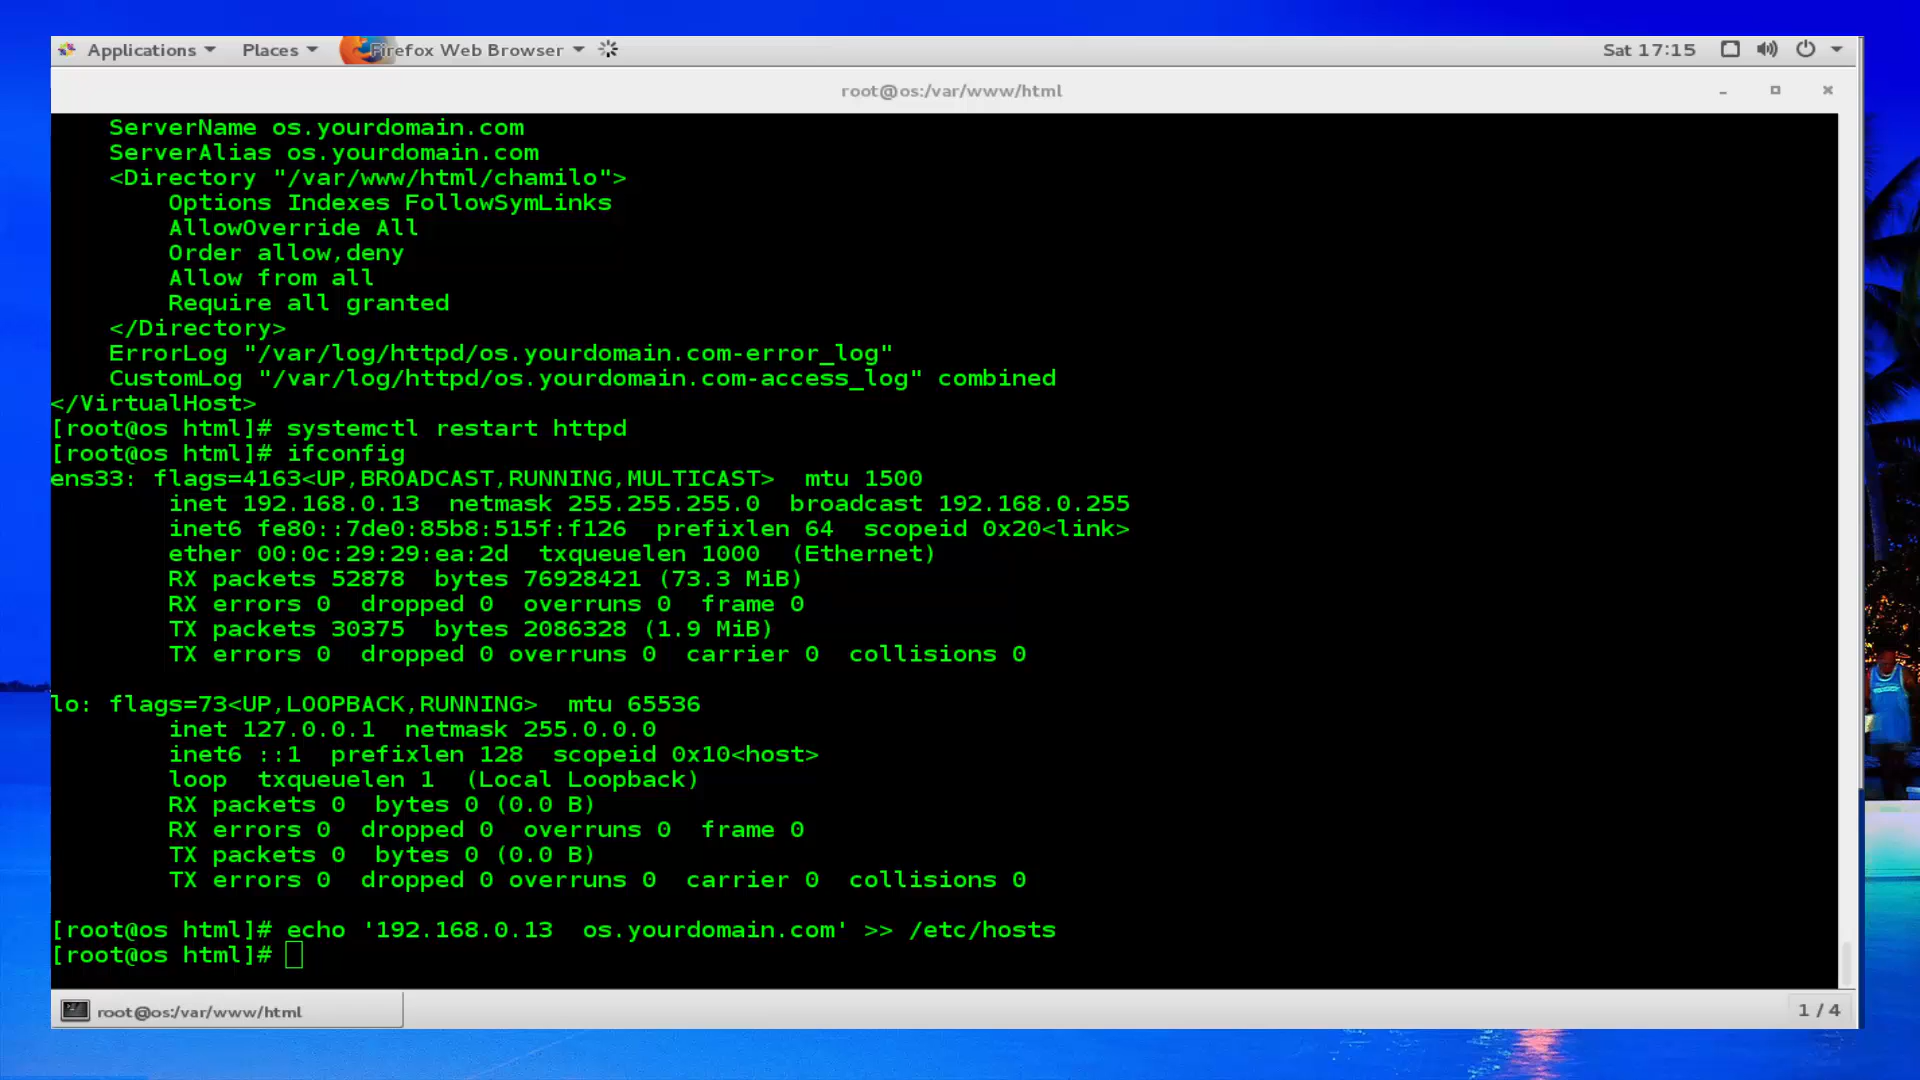 Applications Places Firefox Web Browser Sat 17:15
root@os:/var/www/html
ServerName os.yourdomain.com
ServerAlias os.yourdomain.com
<Directory "/var/www/html/chamilo">
Options Indexes FollowSymLinks
AllowOverride All
Order allow,deny
Allow from all
Require all granted
</Directory>
ErrorLog "/var/log/httpd/os.yourdomain.com-error_log"
CustomLog "/var/log/httpd/os.yourdomain.com-access_log" combined
</VirtualHost>
[root@os html]# systemctl restart httpd
[root@os html]# ifconfig
ens33: flags=4163<UP,BROADCAST,RUNNING,MULTICAST>  mtu 1500
inet 192.168.0.13  netmask 255.255.255.0  broadcast 192.168.0.255
inet6 fe80::7de0:85b8:515f:f126  prefixlen 64  scopeid 0x20<link>
ether 00:0c:29:29:ea:2d  txqueuelen 1000  (Ethernet)
RX packets 52878  bytes 76928421 (73.3 MiB)
RX errors 0  dropped 0  overruns 0  frame 0
TX packets 30375  bytes 2086328 (1.9 MiB)
TX errors 0  dropped 0 overruns 0  carrier 0  collisions 0
lo: flags=73<UP,LOOPBACK,RUNNING>  mtu 65536
inet 127.0.0.1  netmask 255.0.0.0
inet6 ::1  prefixlen 128  scopeid 0x10<host>
loop  txqueuelen 1  (Local Loopback)
RX packets 0  bytes 0 (0.0 B)
RX errors 0  dropped 0  overruns 0  frame 0
TX packets 0  bytes 0 (0.0 B)
TX errors 0  dropped 0 overruns 0  carrier 0  collisions 0
[root@os html]# echo '192.168.0.13  os.yourdomain.com' >> /etc/hosts
[root@os html]#
root@os:/var/www/html 1 / 4